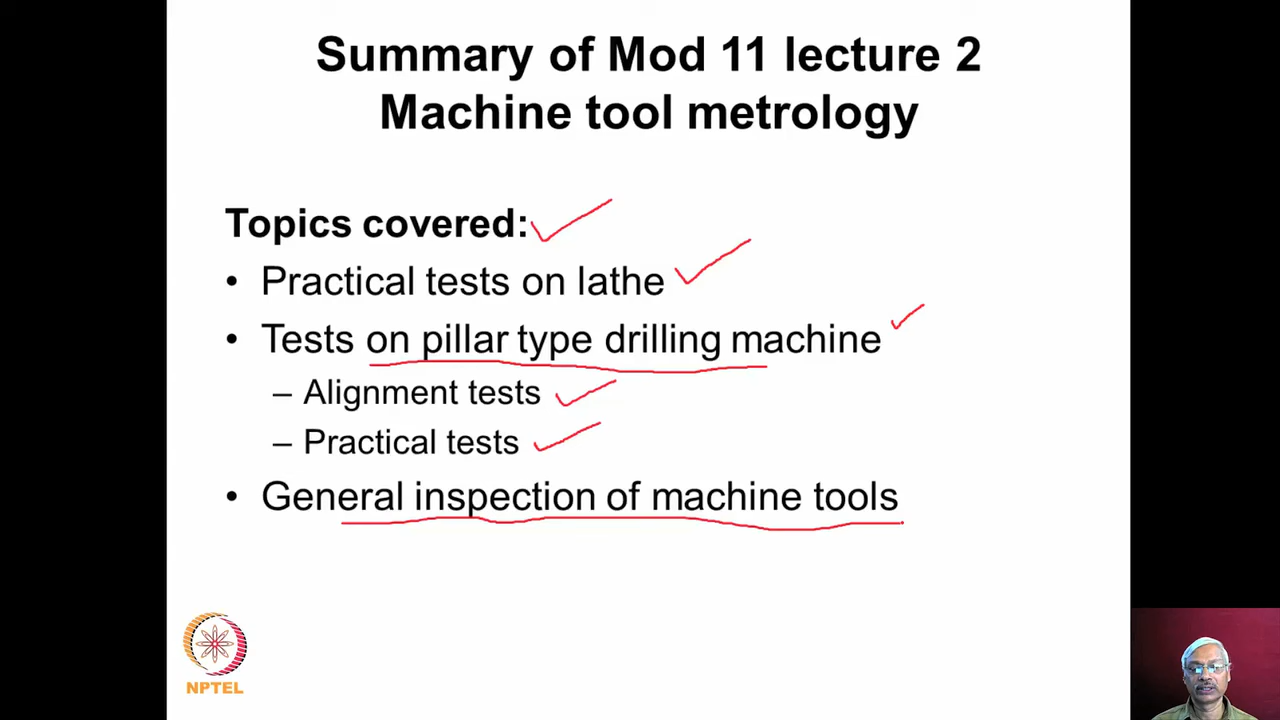 Summary of Mod 11 lecture 2
Machine tool metrology
Topics covered:
• Practical tests on lathe
• Tests on pillar type drilling machine
– Alignment tests
– Practical tests
• General inspection of machine tools
NPTEL